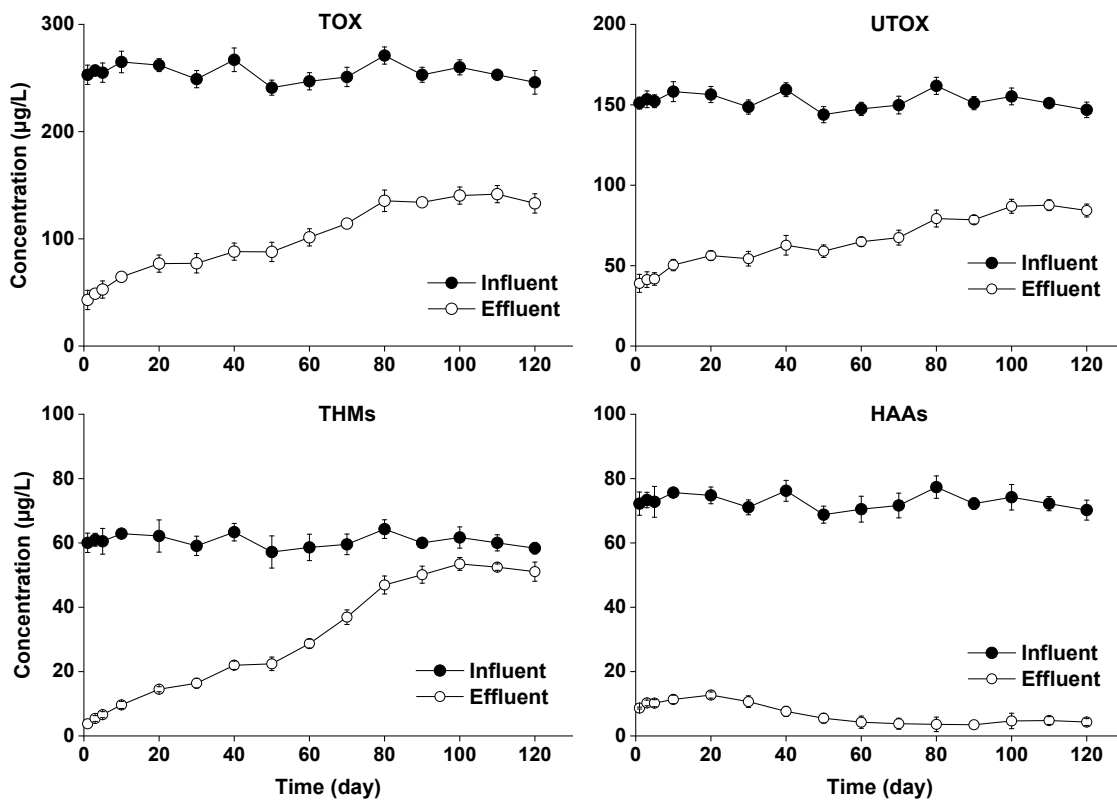 TOX
Concentration (µg/L)
300
200
100
0
0 20 40 60 80 100 120
Influent
Effluent
UTOX
200
150
100
50
0
0 20 40 60 80 100 120
Influent
Effluent
THMs
Concentration (µg/L)
100
80
60
40
20
0
0 20 40 60 80 100 120
Time (day)
Influent
Effluent
HAAs
100
80
60
40
20
0
0 20 40 60 80 100 120
Time (day)
Influent
Effluent